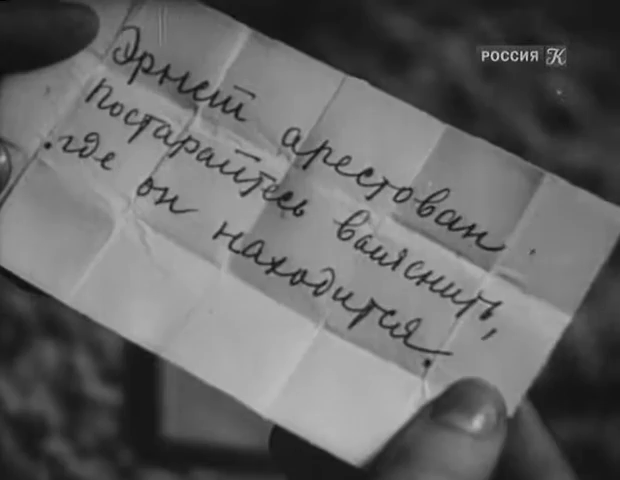 РОССИЯ К
Эрнст арестован.
Постарайтесь выяснить,
где он находится.